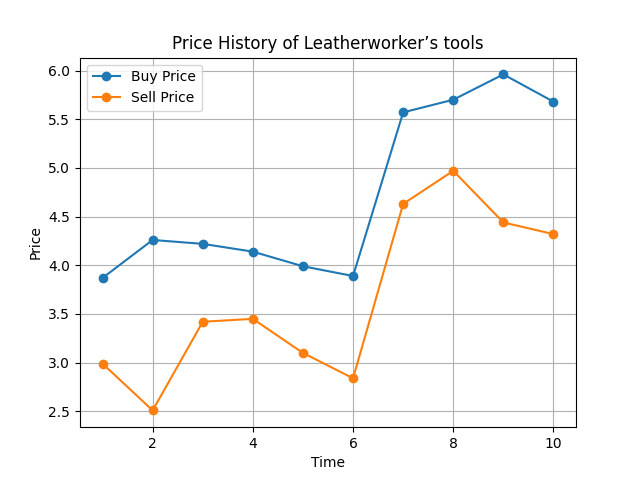 Price History of Leatherworker’s tools
Buy Price
Sell Price
6.0
5.5
5.0
4.5
4.0
3.5
3.0
2.5
Price
2 4 6 8 10
Time